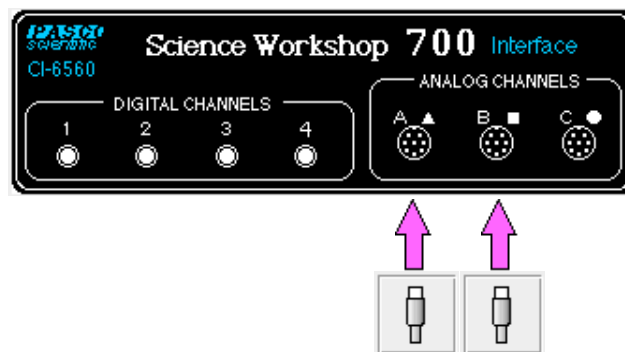 PASCO
scientific
CI-6560
Science Workshop 700 Interface
DIGITAL CHANNELS
1 2 3 4
ANALOG CHANNELS
A ▲ B ■ C ●